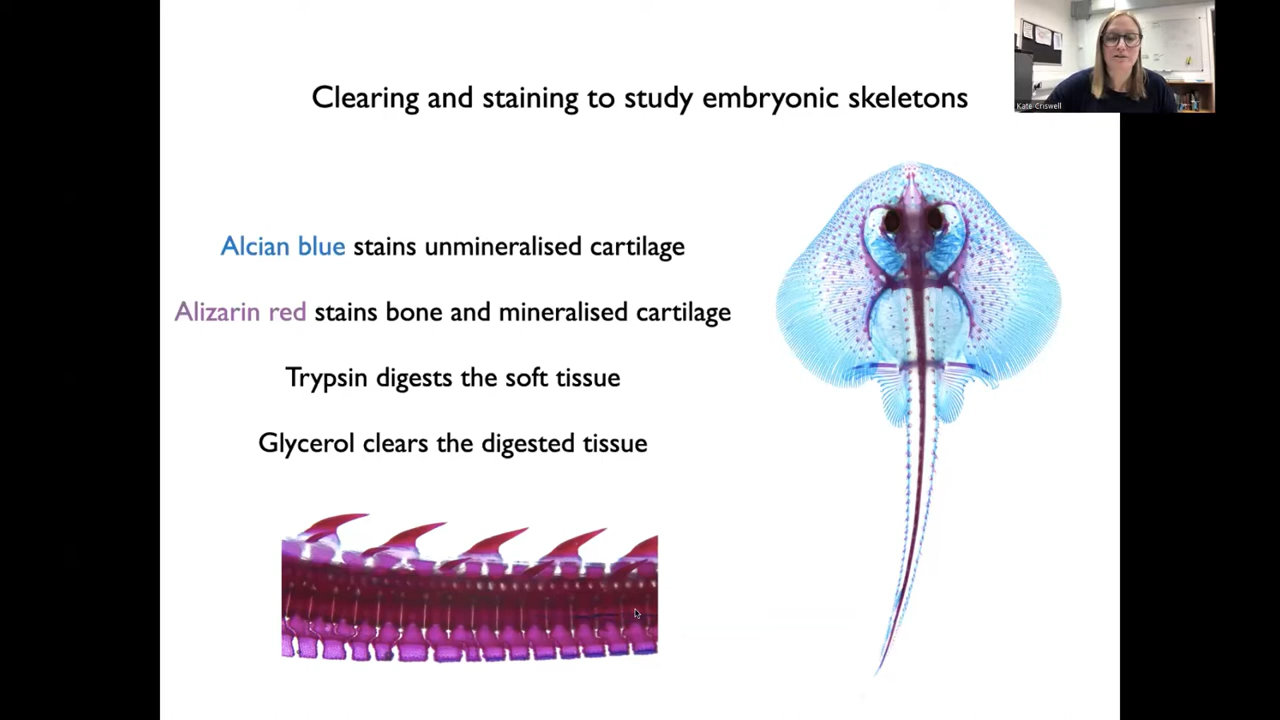 Clearing and staining to study embryonic skeletons
Kate Criswell
Alcian blue stains unmineralised cartilage
Alizarin red stains bone and mineralised cartilage
Trypsin digests the soft tissue
Glycerol clears the digested tissue